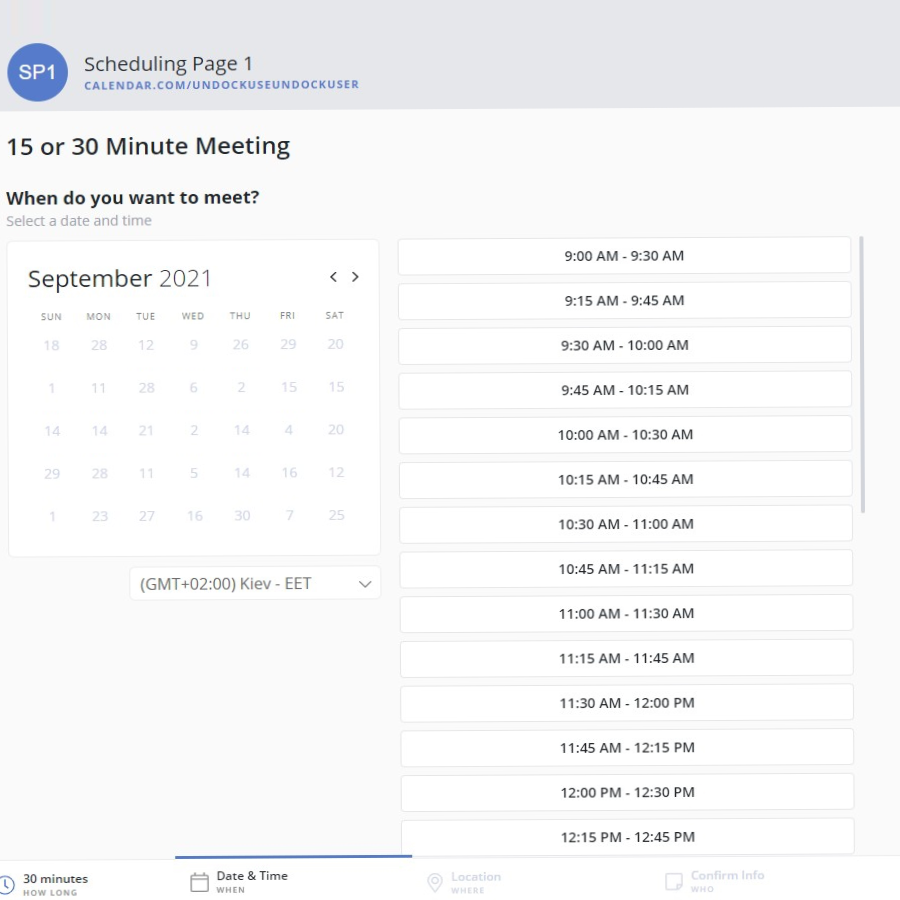 SP1
Scheduling Page 1
CALENDAR.COM/UNDOCKUSEUNDOCKUSER
15 or 30 Minute Meeting
When do you want to meet?
Select a date and time
September 2021
SUN MON TUE WED THU FRI SAT
18 28 12 9 26 29 20
1 11 28 6 2 15 15
14 14 21 2 14 4 20
29 28 11 5 14 16 12
1 23 27 16 30 7 25
(GMT+02:00) Kiev - EET
9:00 AM - 9:30 AM
9:15 AM - 9:45 AM
9:30 AM - 10:00 AM
9:45 AM - 10:15 AM
10:00 AM - 10:30 AM
10:15 AM - 10:45 AM
10:30 AM - 11:00 AM
10:45 AM - 11:15 AM
11:00 AM - 11:30 AM
11:15 AM - 11:45 AM
11:30 AM - 12:00 PM
11:45 AM - 12:15 PM
12:00 PM - 12:30 PM
12:15 PM - 12:45 PM
30 minutes
HOW LONG
Date & Time
WHEN
Location
WHERE
Confirm Info
WHO